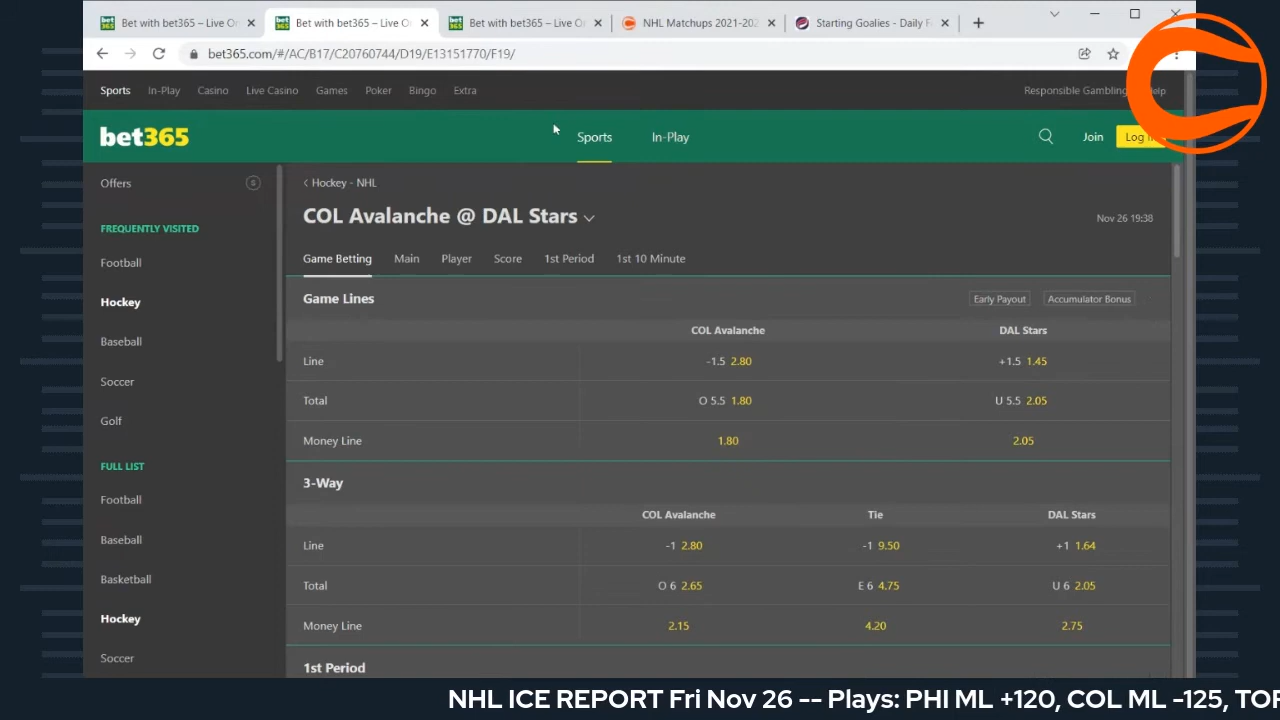 Bet with bet365 – Live O
Bet with bet365 – Live O
Bet with bet365 – Live O
NHL Matchups 2021-202
Starting Goalies - Daily F
bet365.com/#/AC/B17/C20760744/D19/E13151770/F19/
Sports In-Play Casino Live Casino Games Poker Bingo Extra
Responsible Gambling elp
bet365
Sports In-Play
Join Log
Offers
FREQUENTLY VISITED
Football
Hockey
Baseball
Soccer
Golf
FULL LIST
Football
Baseball
Basketball
Hockey
Soccer
Hockey - NHL
COL Avalanche @ DAL Stars
Nov 26 19:38
Game Betting Main Player Score 1st Period 1st 10 Minute
Game Lines
Early Payout Accumulator Bonus
COL Avalanche DAL Stars
Line -1.5 2.80 +1.5 1.45
Total O 5.5 1.80 U 5.5 2.05
Money Line 1.80 2.05
3-Way
COL Avalanche Tie DAL Stars
Line -1 2.80 -1 9.50 +1 1.64
Total O 6 2.65 E 6 4.75 U 6 2.05
Money Line 2.15 4.20 2.75
1st Period
NHL ICE REPORT Fri Nov 26 -- Plays: PHI ML +120, COL ML -125, TOR